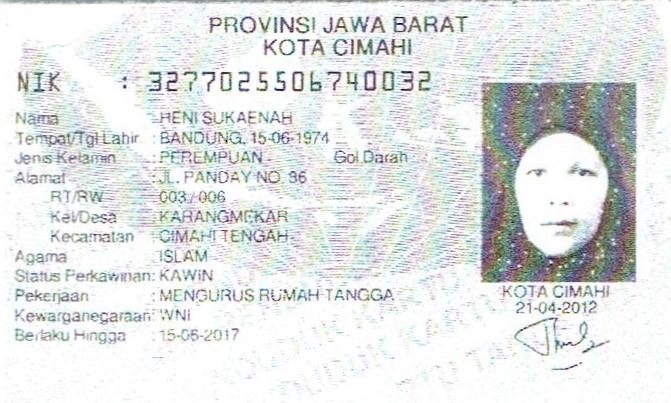 PROVINSI JAWA BARAT
KOTA CIMAHI
NIK : 3277025506740032
Nama : HENI SUKAENAH
Tempat/Tgl Lahir : BANDUNG, 15-06-1974
Jenis Kelamin : PEREMPUAN Gol Darah
Alamat : JL. PANDAY NO. 86
RT/RW : 003 / 006
Kel/Desa : KARANGMEKAR
Kecamatan : CIMAHI TENGAH
Agama : ISLAM
Status Perkawinan: KAWIN
Pekerjaan : MENGURUS RUMAH TANGGA
Kewarganegaraan: WNI
Berlaku Hingga : 15-06-2017
KOTA CIMAHI
21-04-2012